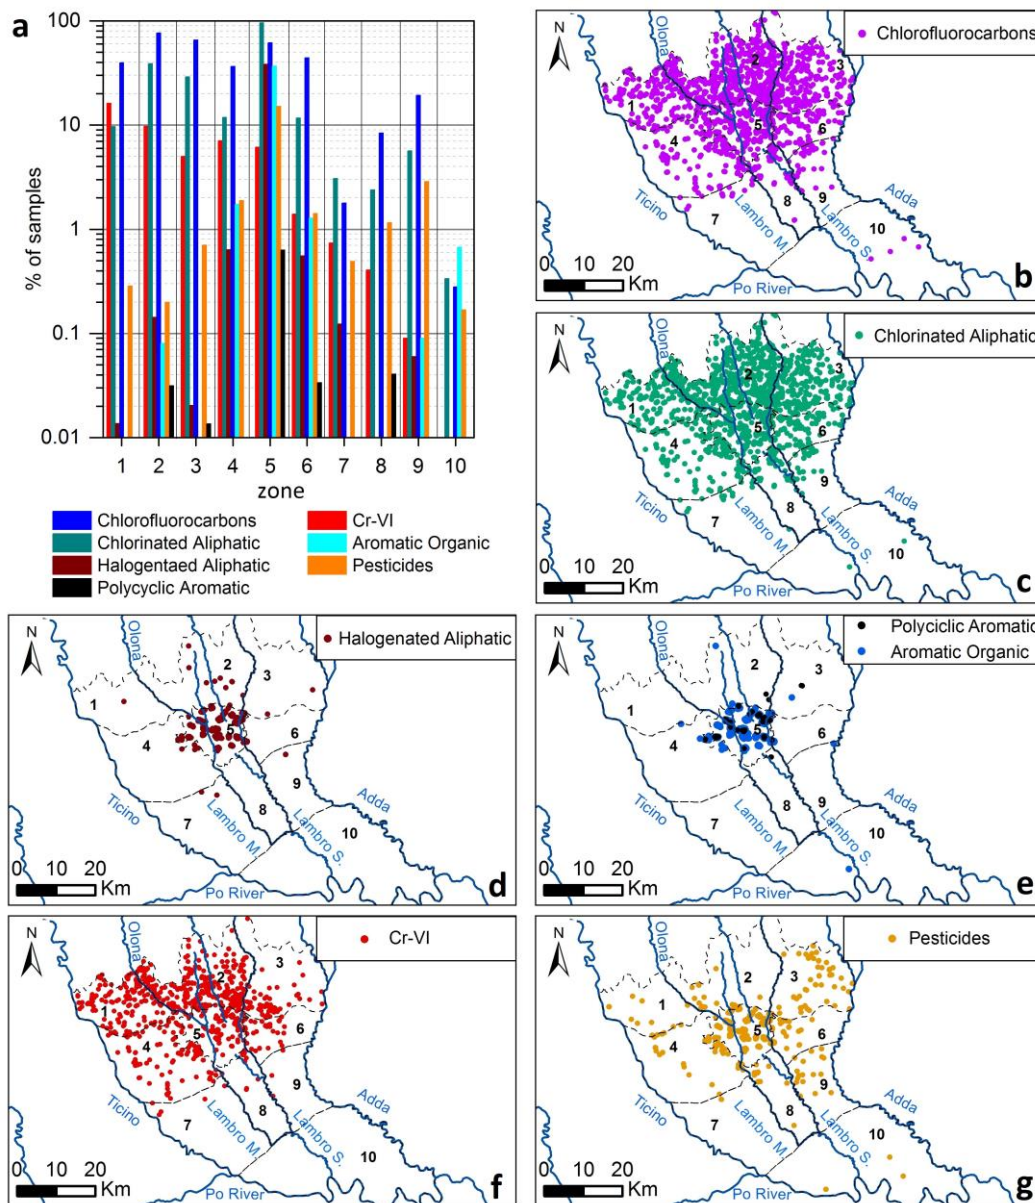 a
100
10
1
0.1
0.01
% of samples
1 2 3 4 5 6 7 8 9 10
zone
Chlorofluorocarbons
Chlorinated Aliphatic
Halogentaed Aliphatic
Polycyclic Aromatic
Cr-VI
Aromatic Organic
Pesticides
N
Olona
Chlorofluorocarbons
2
3
1
5
6
4
Ticino
7
Lambro M.
8
Lambro S.
9
Adda
10
0 10 20
Km
Po River
b
N
Olona
Chlorinated Aliphatic
2
3
1
5
6
4
9
Ticino
7
Lambro M.
8
Lambro S.
Adda
10
0 10 20
Km
Po River
c
N
Olona
Halogenated Aliphatic
2
3
1
5
6
4
9
Ticino
7
Lambro M.
8
Lambro S.
Adda
10
0 10 20
Km
Po River
d
N
Olona
Polyciclic Aromatic
Aromatic Organic
2
3
1
5
6
4
Ticino
7
Lambro M.
8
Lambro S.
9
Adda
10
0 10 20
Km
Po River
e
N
Olona
Cr-VI
2
3
1
5
6
4
9
Ticino
7
Lambro M.
8
Lambro S.
Adda
10
0 10 20
Km
Po River
f
N
Olona
Pesticides
2
3
1
5
6
4
9
Ticino
7
Lambro M.
8
Lambro S.
Adda
10
0 10 20
Km
Po River
g